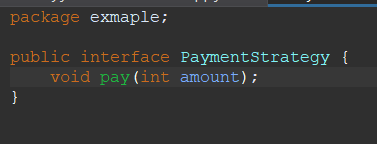 package exmaple;
public interface PaymentStrategy {
    void pay(int amount);
}